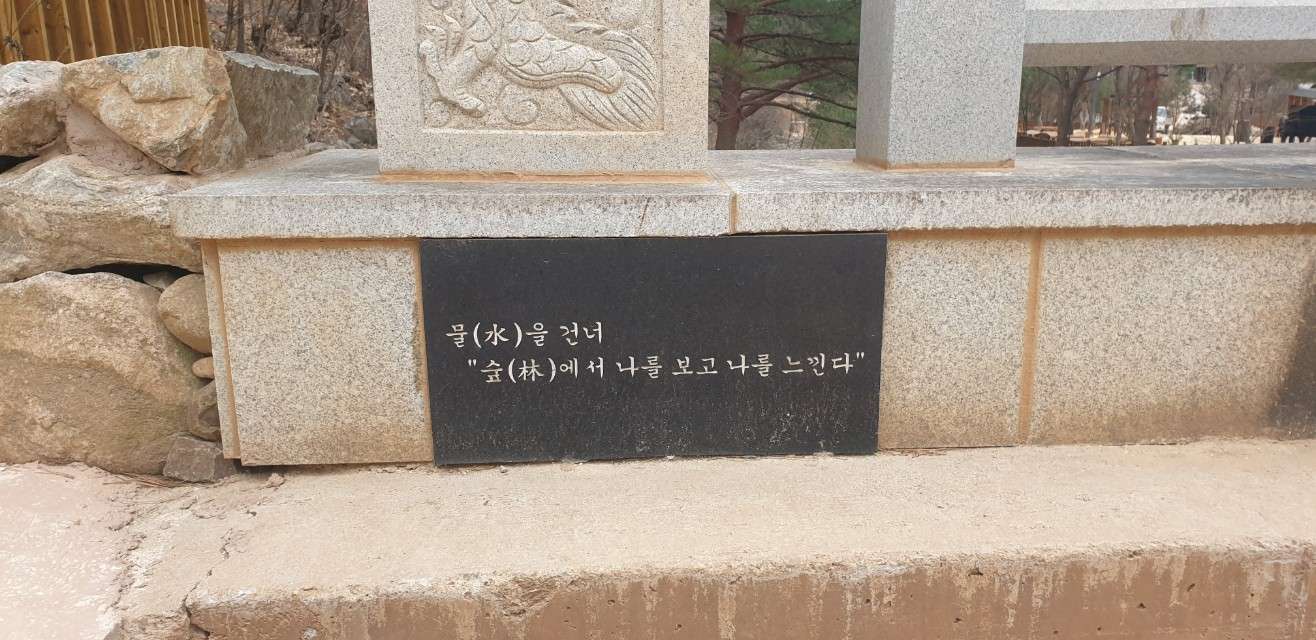 물(水)을 건너
"숲(林)에서 나를 보고 나를 느낀다"